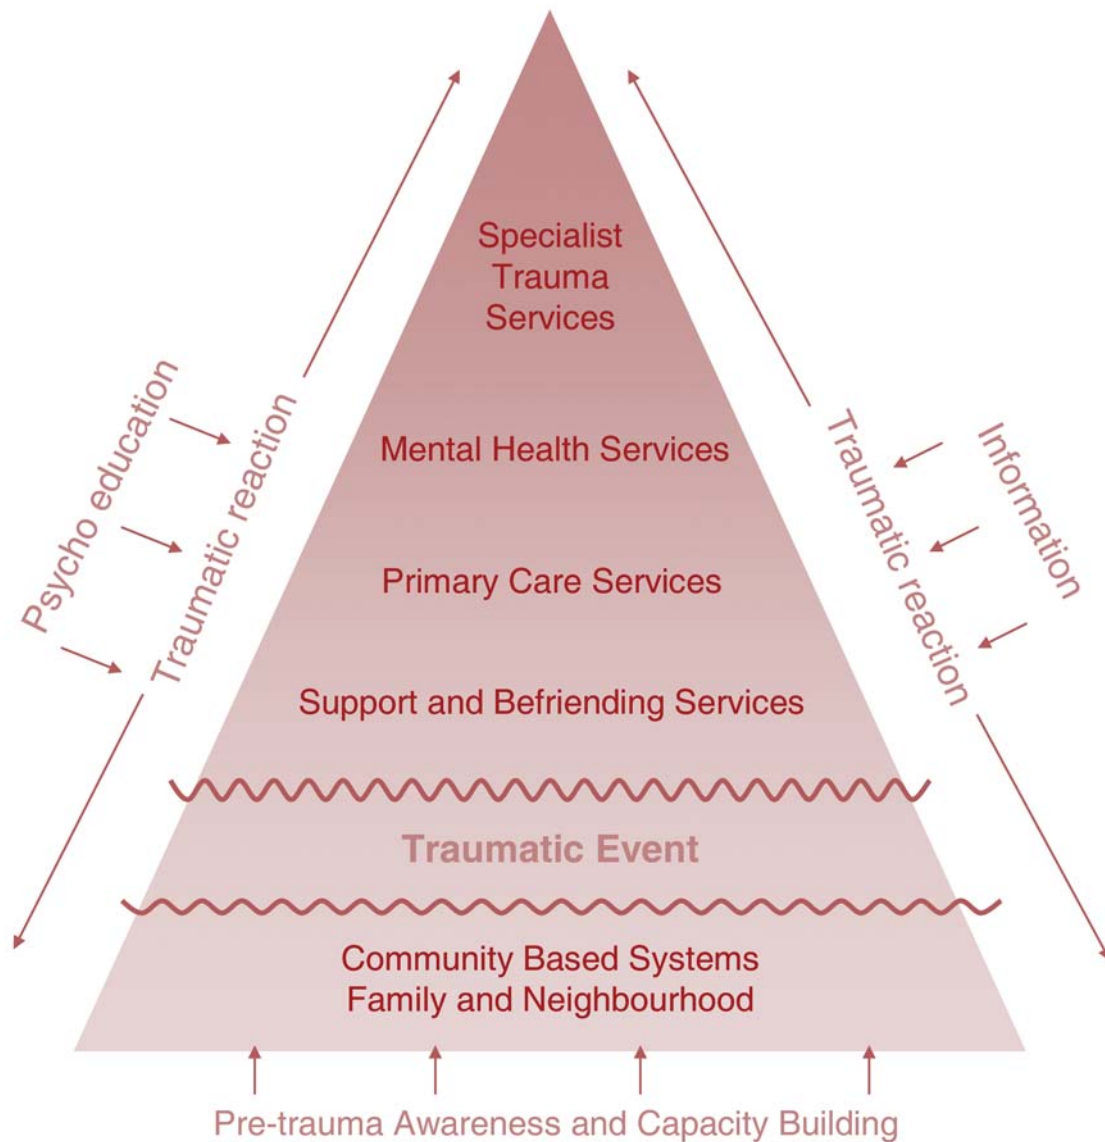 Specialist
Trauma
Services
Psycho education
Traumatic reaction
Mental Health Services
Traumatic reaction
Information
Primary Care Services
Support and Befriending Services
Traumatic Event
Community Based Systems
Family and Neighbourhood
Pre-trauma Awareness and Capacity Building